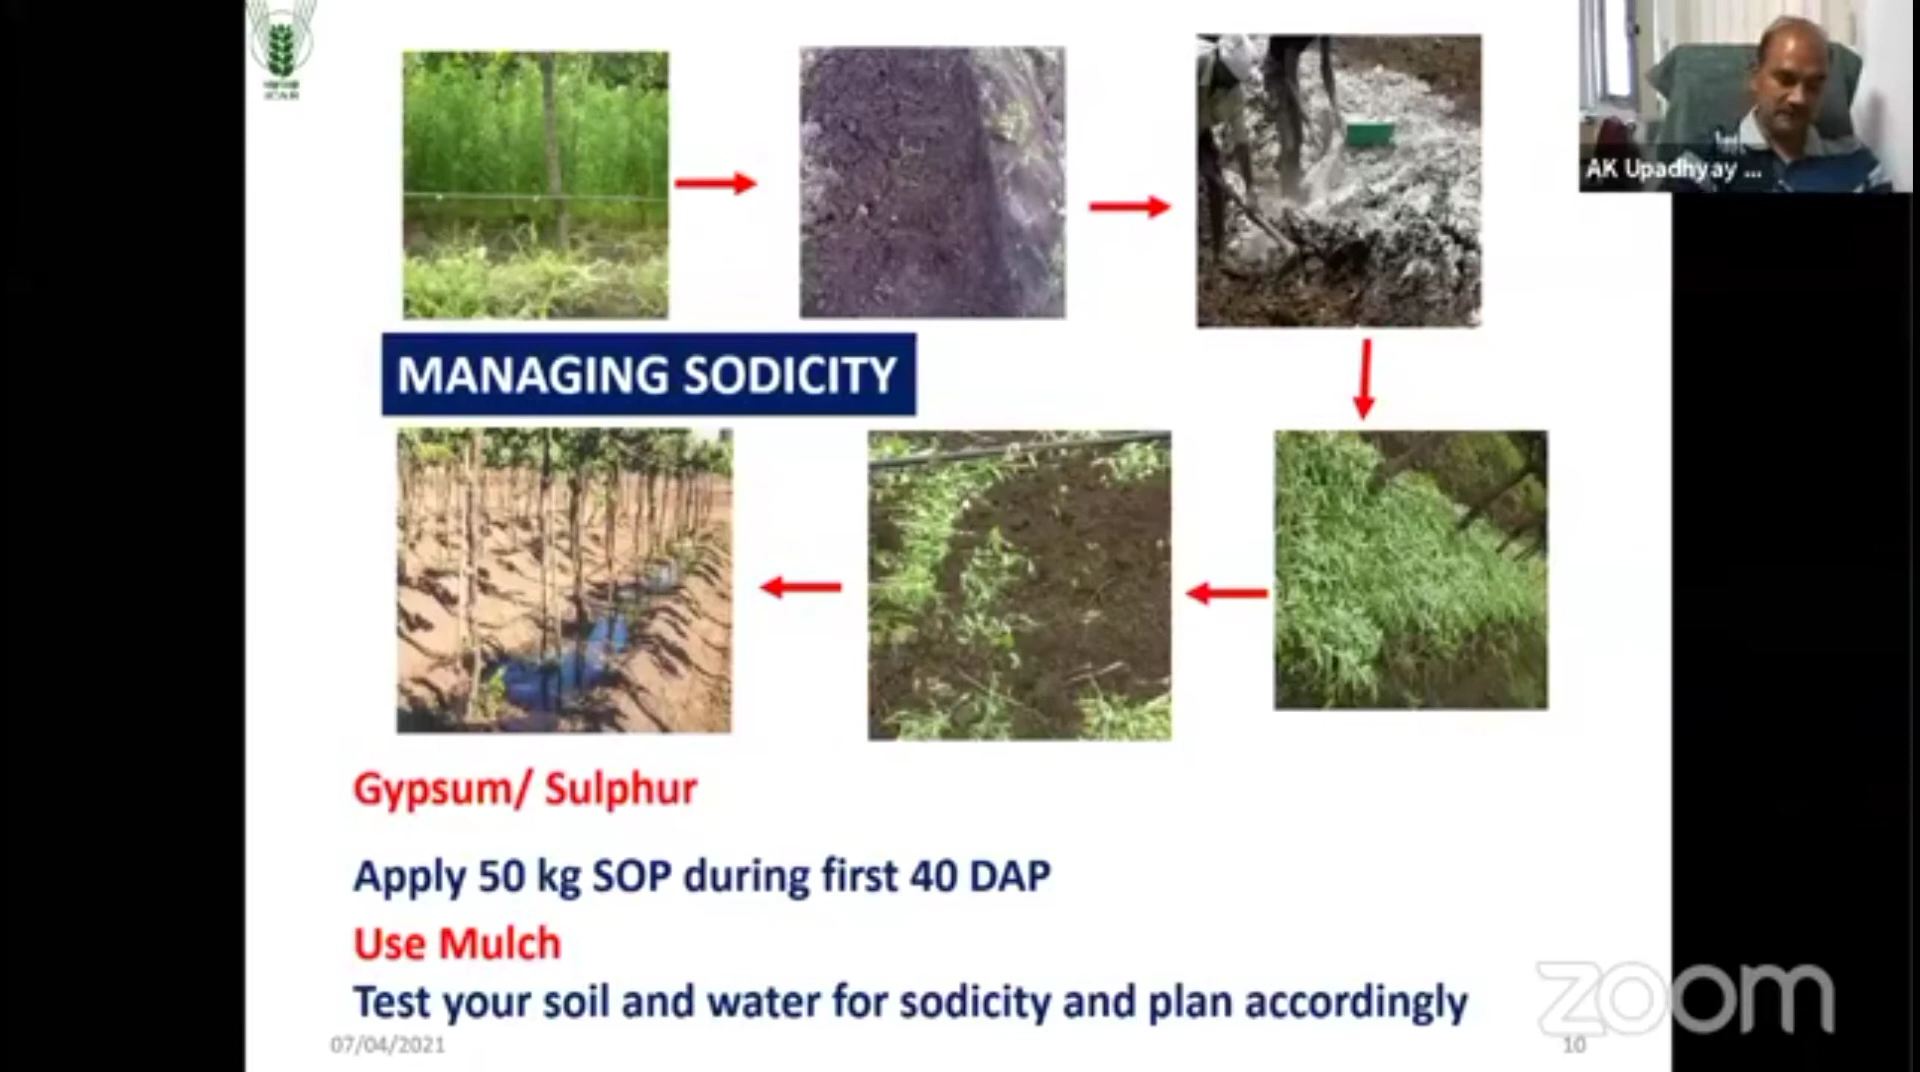 ICAR
AK Upadhyay ...
MANAGING SODICITY
Gypsum/ Sulphur
Apply 50 kg SOP during first 40 DAP
Use Mulch
Test your soil and water for sodicity and plan accordingly
07/04/2021
10
zoom